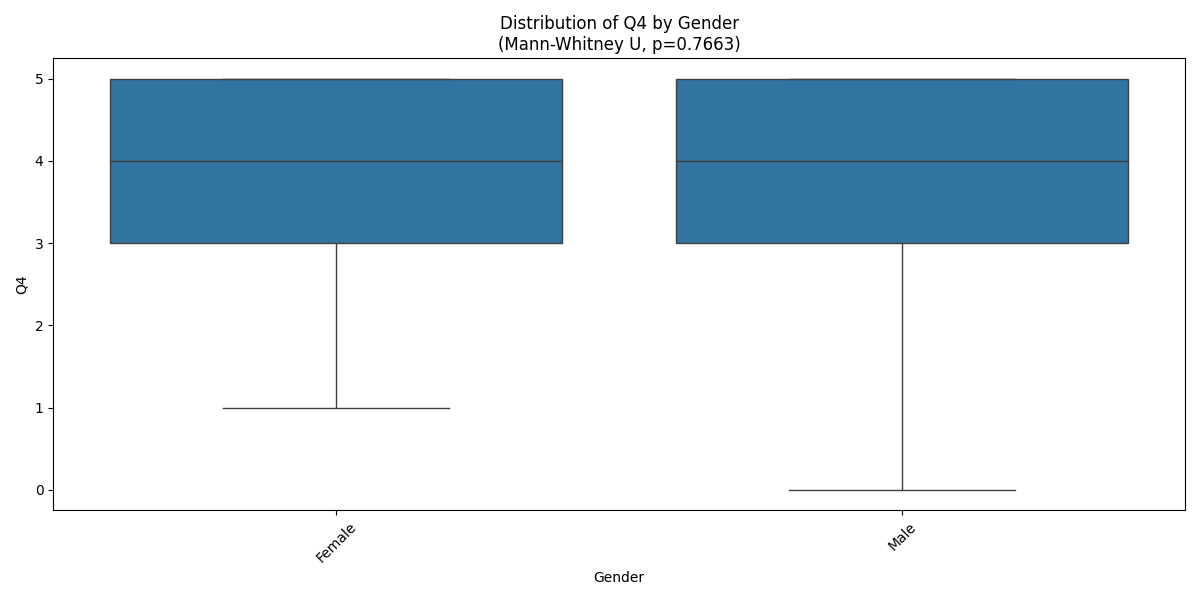 Distribution of Q4 by Gender
(Mann-Whitney U, p=0.7663)
5
4
3
2
1
0
Q4
Female
Male
Gender